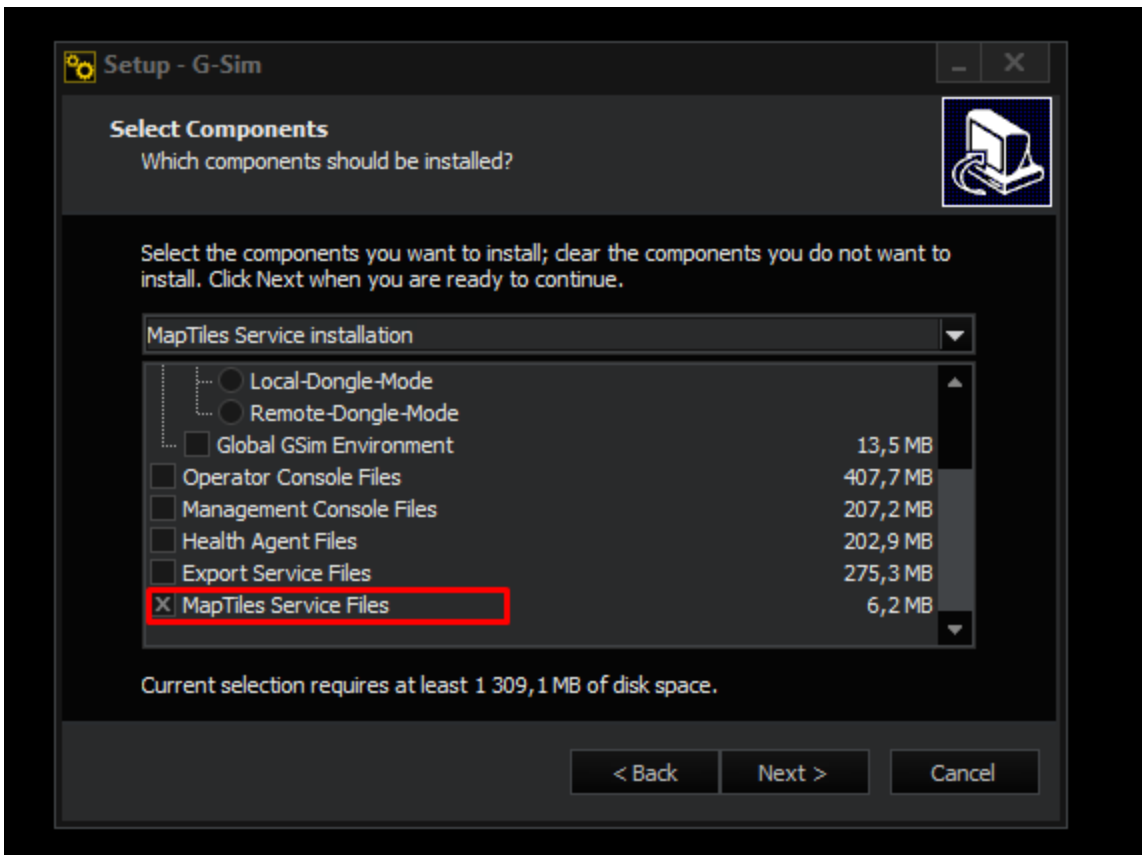 Setup - G-Sim
Select Components
Which components should be installed?
Select the components you want to install; clear the components you do not want to
install. Click Next when you are ready to continue.
MapTiles Service installation
Local-Dongle-Mode
Remote-Dongle-Mode
Global GSim Environment 13,5 MB
Operator Console Files 407,7 MB
Management Console Files 207,2 MB
Health Agent Files 202,9 MB
Export Service Files 275,3 MB
MapTiles Service Files 6,2 MB
Current selection requires at least 1 309,1 MB of disk space.
< Back Next > Cancel